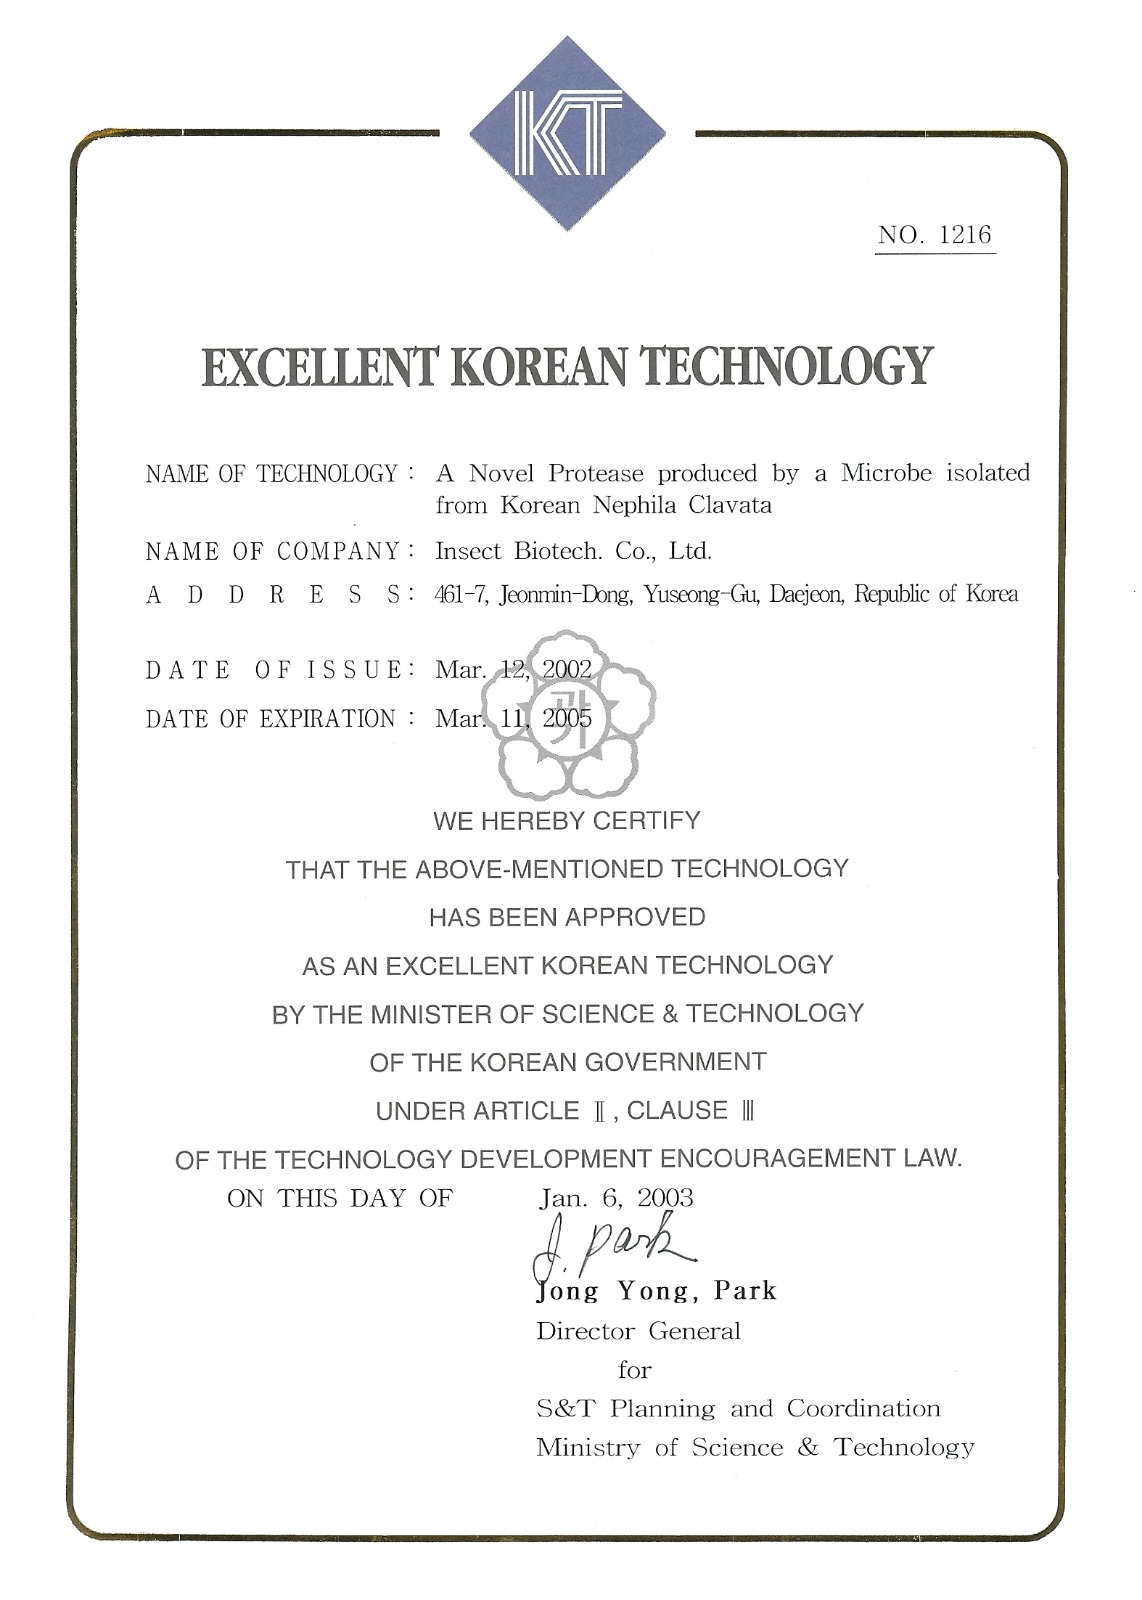 KT
NO. 1216
EXCELLENT KOREAN TECHNOLOGY
NAME OF TECHNOLOGY : A Novel Protease produced by a Microbe isolated
from Korean Nephila Clavata
NAME OF COMPANY : Insect Biotech. Co., Ltd.
A D D R E S S : 461-7, Jeonmin-Dong, Yuseong-Gu, Daejeon, Republic of Korea
DATE OF ISSUE : Mar. 12, 2002
DATE OF EXPIRATION : Mar. 11, 2005
과
WE HEREBY CERTIFY
THAT THE ABOVE-MENTIONED TECHNOLOGY
HAS BEEN APPROVED
AS AN EXCELLENT KOREAN TECHNOLOGY
BY THE MINISTER OF SCIENCE & TECHNOLOGY
OF THE KOREAN GOVERNMENT
UNDER ARTICLE Ⅱ, CLAUSE Ⅲ
OF THE TECHNOLOGY DEVELOPMENT ENCOURAGEMENT LAW.
ON THIS DAY OF Jan. 6, 2003
J. Park
Jong Yong, Park
Director General
for
S&T Planning and Coordination
Ministry of Science & Technology